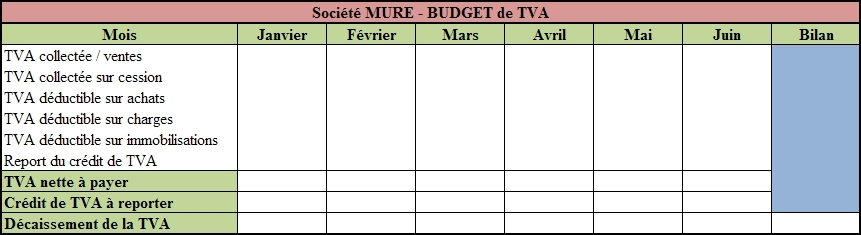 Société MURE - BUDGET de TVA
Mois Janvier Février Mars Avril Mai Juin Bilan
TVA collectée / ventes
TVA collectée sur cession
TVA déductible sur achats
TVA déductible sur charges
TVA déductible sur immobilisations
Report du crédit de TVA
TVA nette à payer
Crédit de TVA à reporter
Décaissement de la TVA